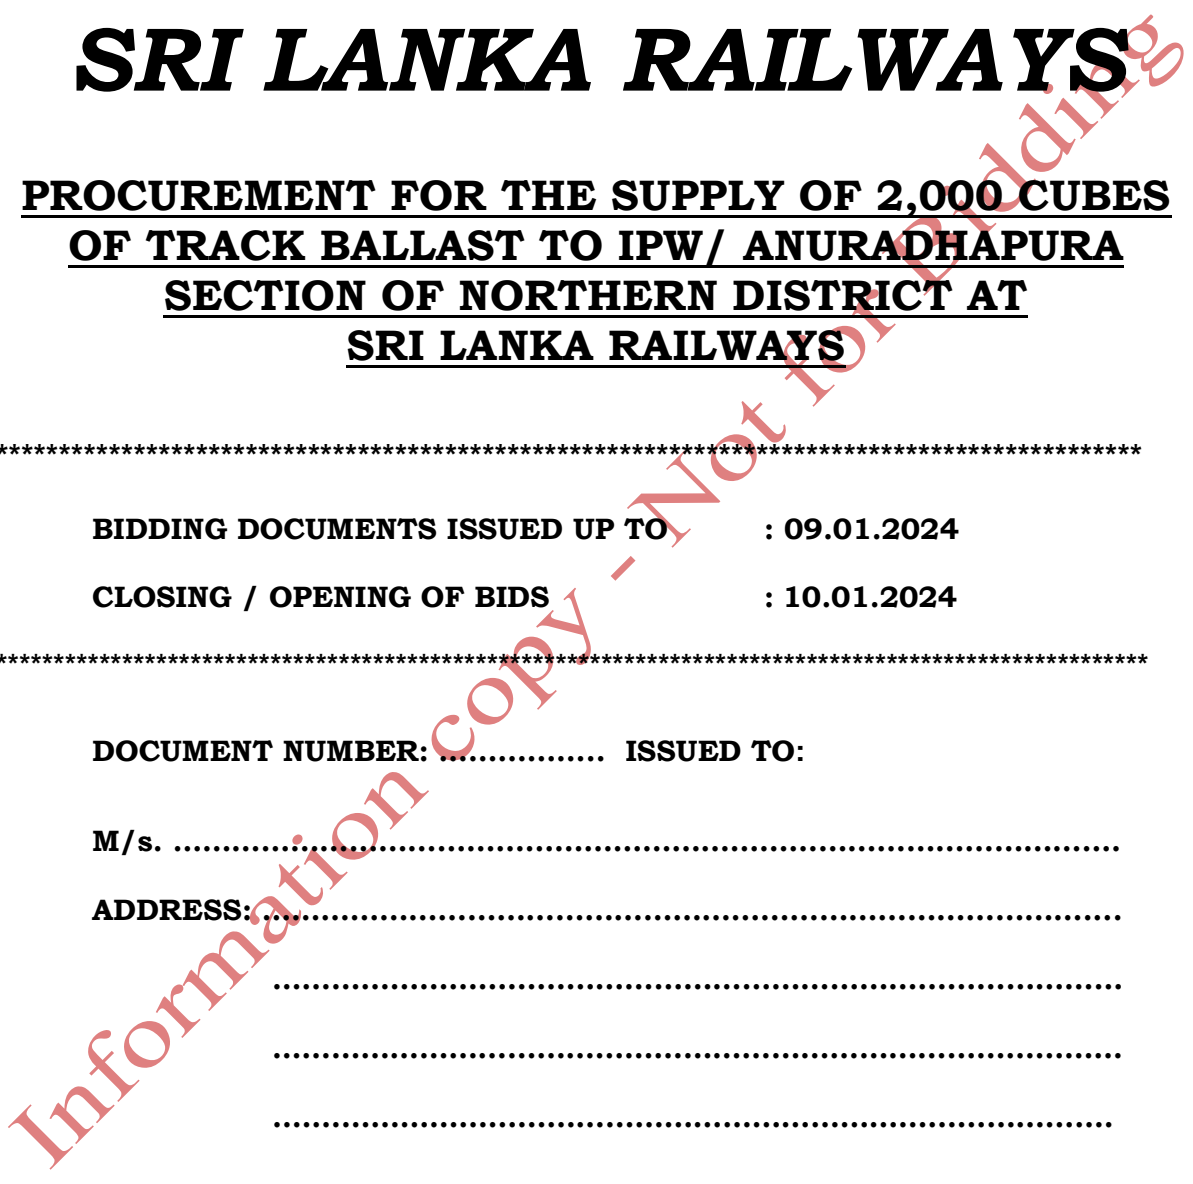 SRI LANKA RAILWAYS
PROCUREMENT FOR THE SUPPLY OF 2,000 CUBES
OF TRACK BALLAST TO IPW/ ANURADHAPURA
SECTION OF NORTHERN DISTRICT AT
SRI LANKA RAILWAYS
********************************************************************************************
BIDDING DOCUMENTS ISSUED UP TO : 09.01.2024
CLOSING / OPENING OF BIDS : 10.01.2024
****************************************************************************************************
DOCUMENT NUMBER: ................. ISSUED TO:
M/s. .................................................................................................
ADDRESS: ........................................................................................
.......................................................................................
.......................................................................................
......................................................................................
Information copy - Not for Bidding